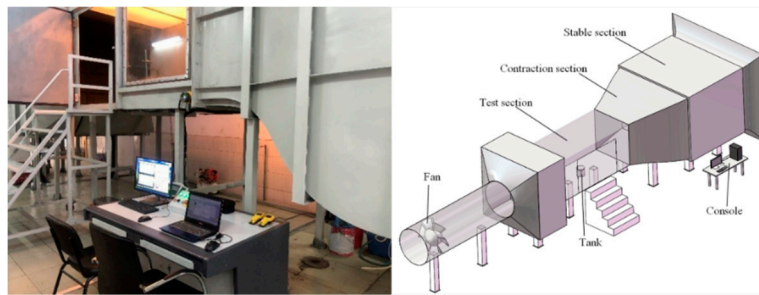 Stable section
Contraction section
Test section
Fan
Console
Tank